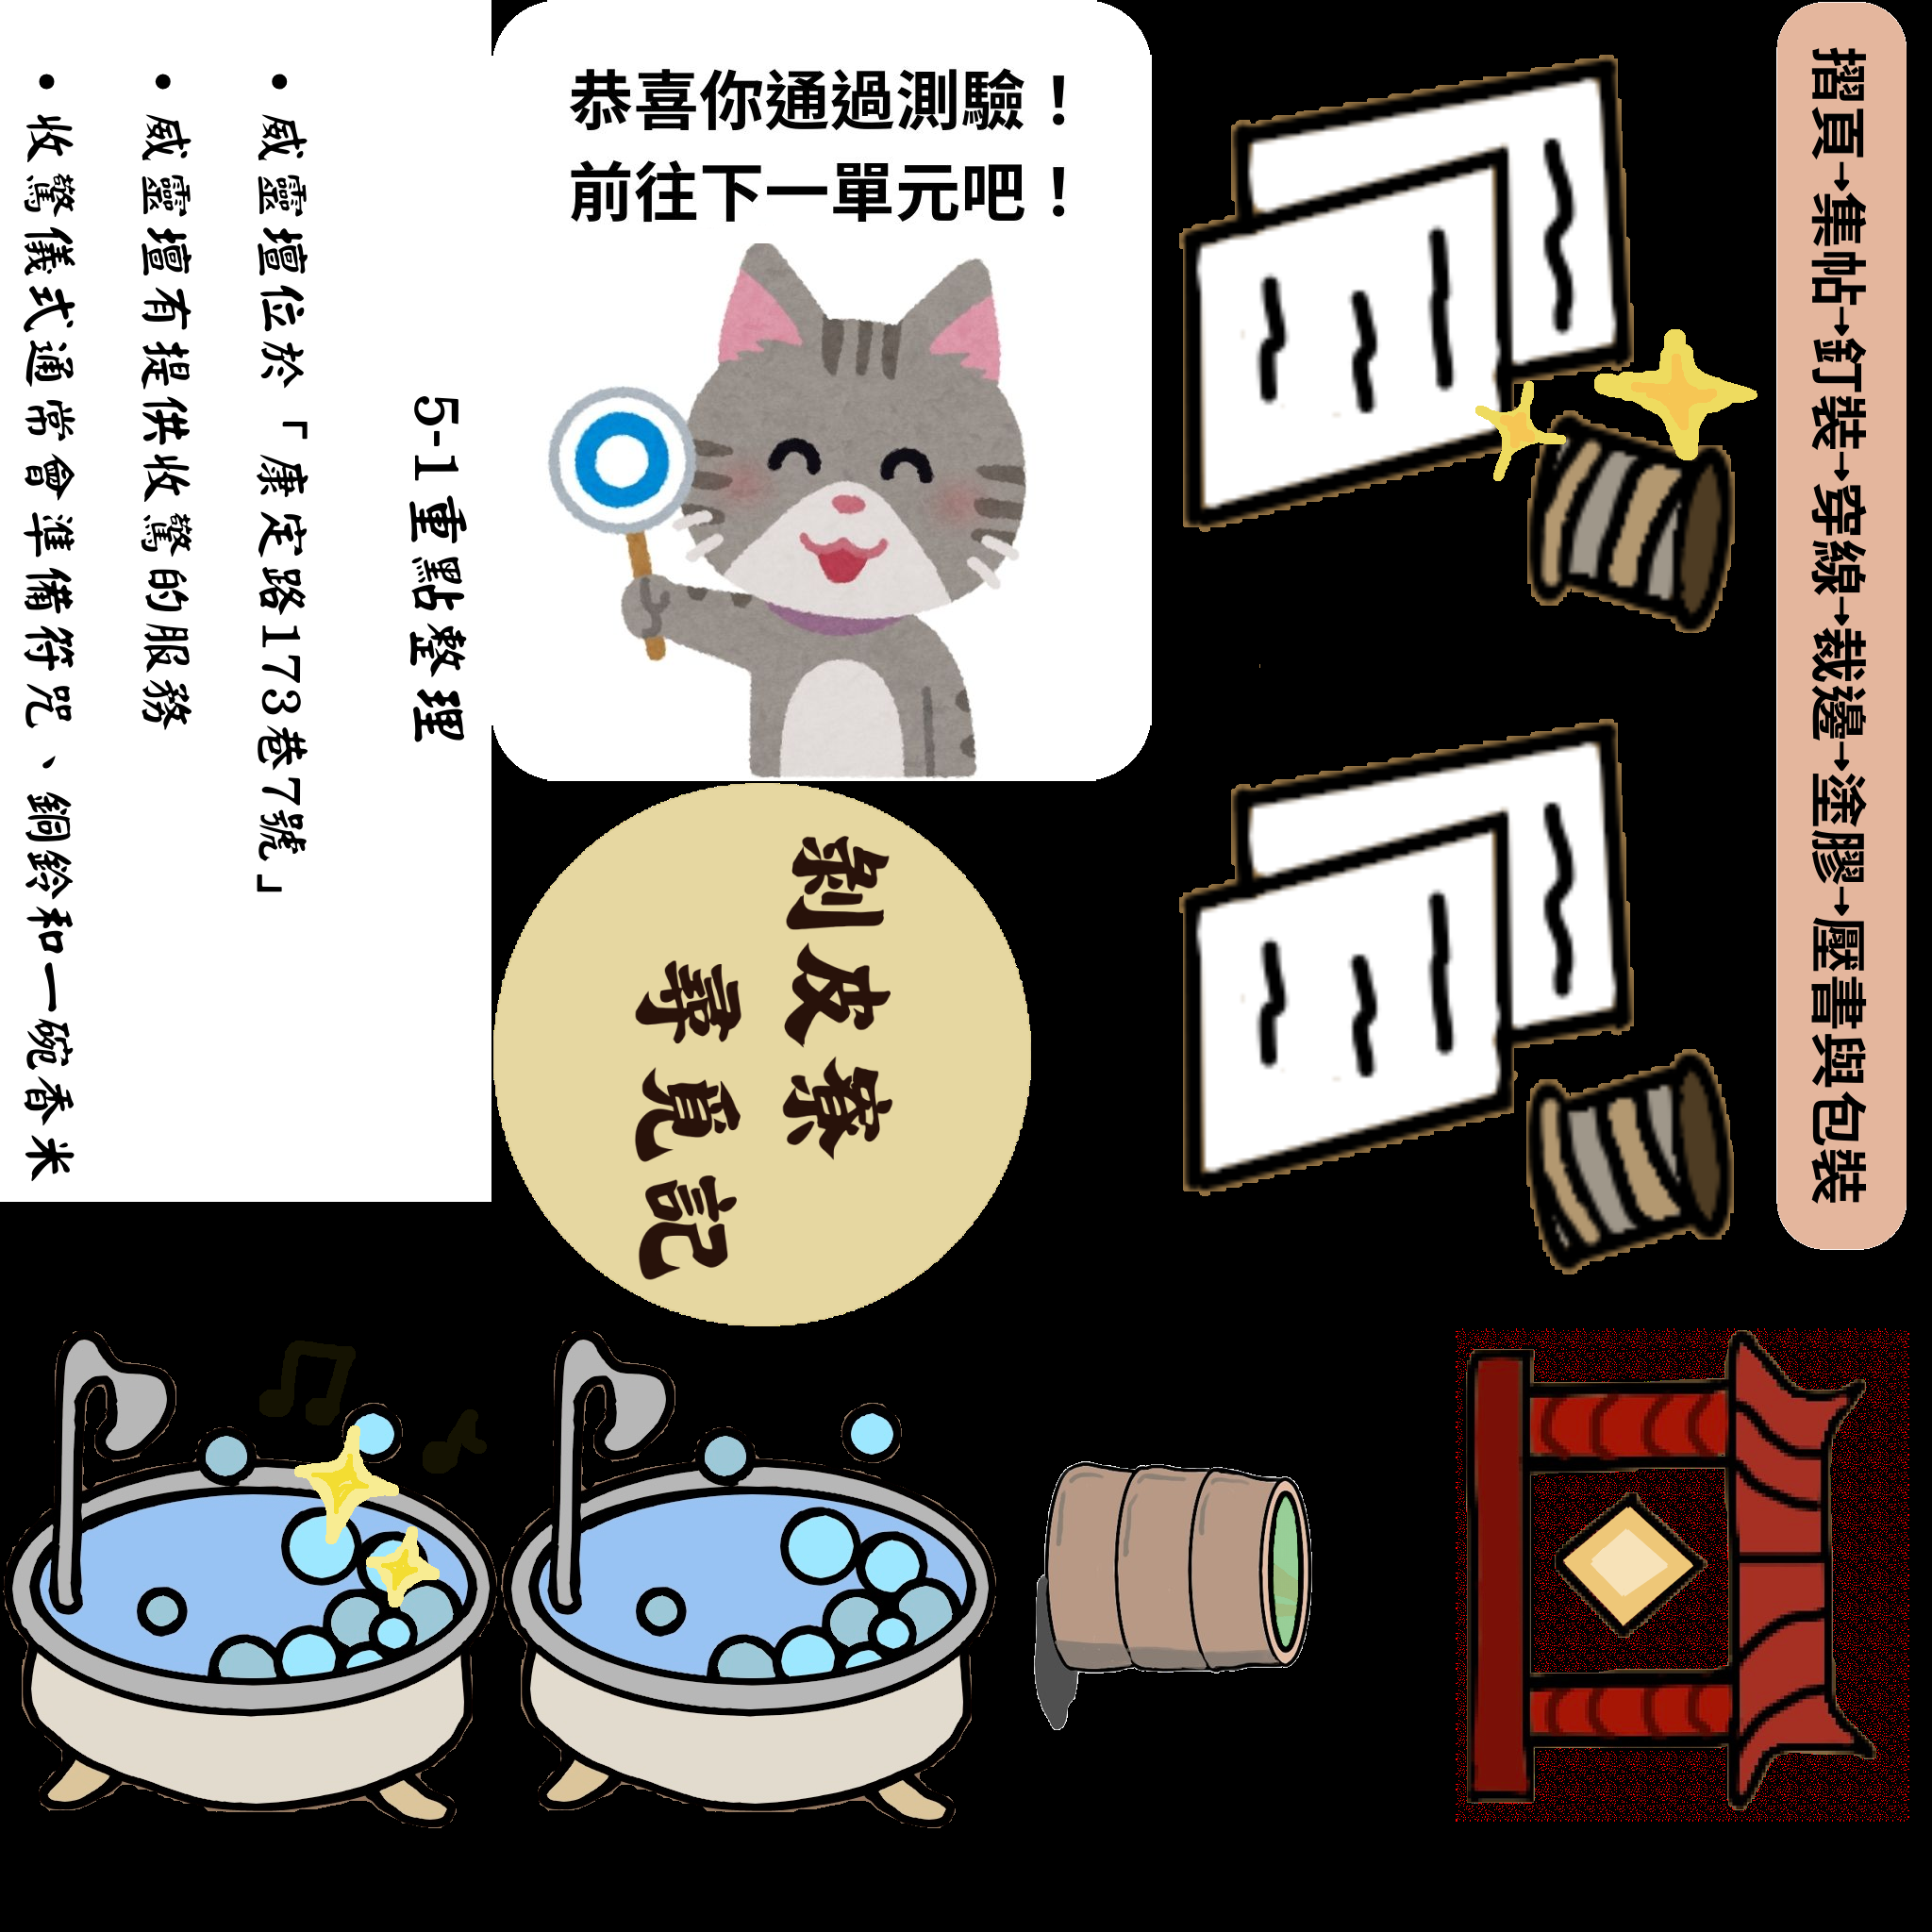 5-1重點整理
• 威靈壇位於「康定路173巷7號」
• 威靈壇有提供收驚的服務
• 收驚儀式通常會準備符咒、銅鈴和一碗香米
恭喜你通過測驗！
前往下一單元吧！
剝皮寮
尋覓記
摺頁→集帖→釘裝→穿線→裁邊→塗膠→壓書與包裝